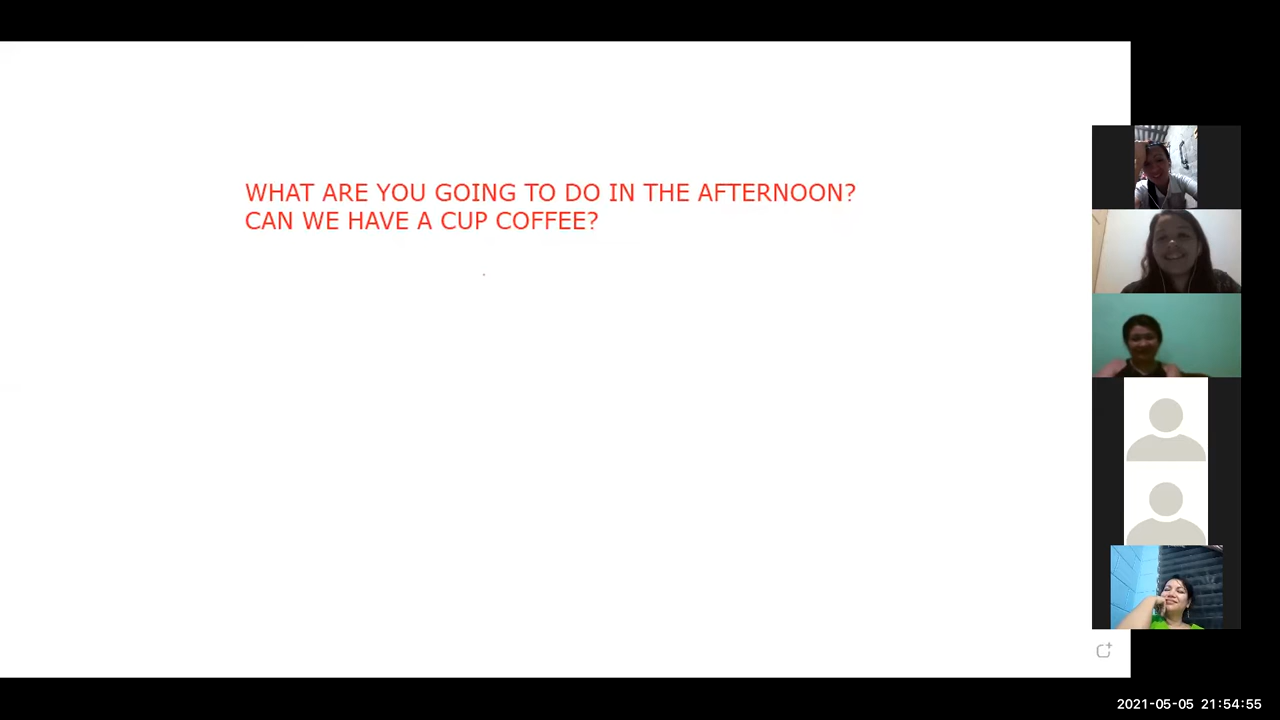 WHAT ARE YOU GOING TO DO IN THE AFTERNOON?
CAN WE HAVE A CUP COFFEE?
2021-05-05 21:54:55